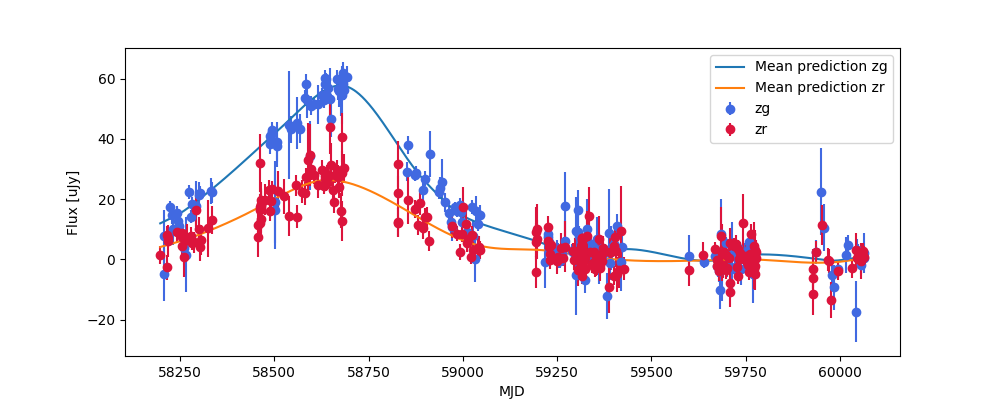 Mean prediction zg
Mean prediction zr
zg
zr
Flux [uJy]
60
40
20
0
−20
58250
58500
58750
59000
59250
59500
59750
60000
MJD